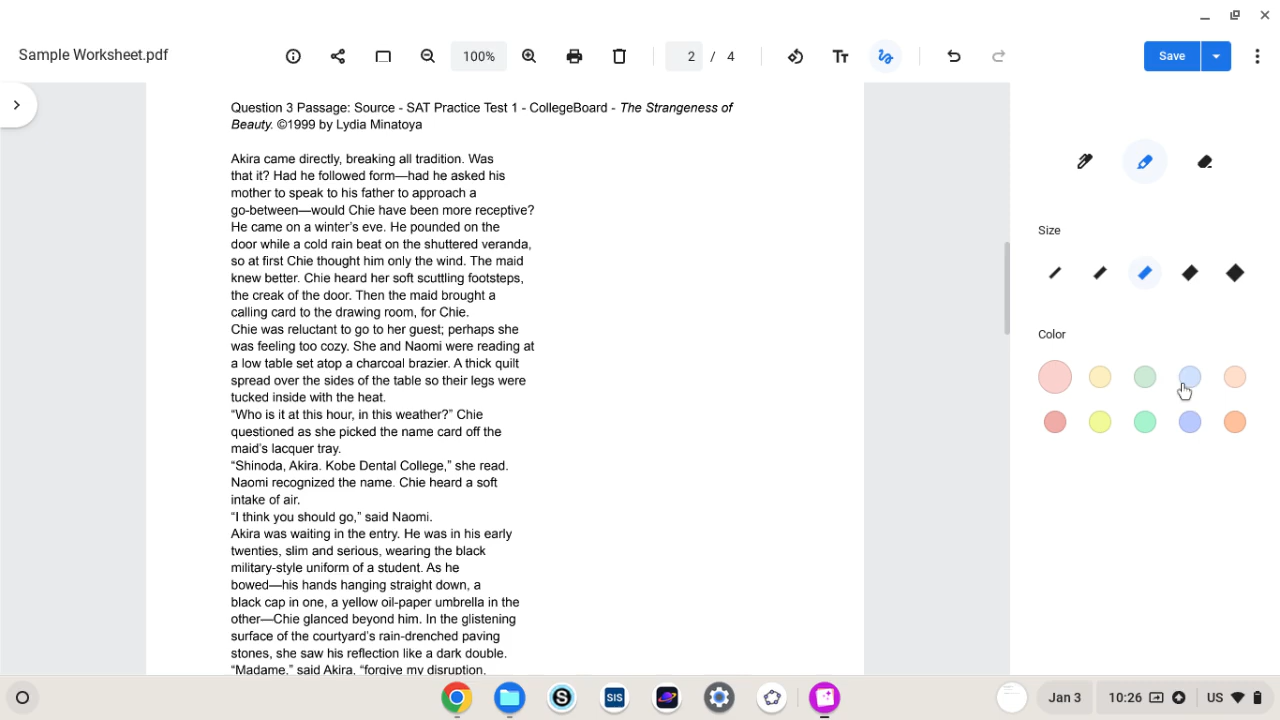 Sample Worksheet.pdf
100%
2 / 4
Tт
Save
Question 3 Passage: Source - SAT Practice Test 1 - CollegeBoard - The Strangeness of
Beauty. ©1999 by Lydia Minatoya
Akira came directly, breaking all tradition. Was
that it? Had he followed form—had he asked his
mother to speak to his father to approach a
go-between—would Chie have been more receptive?
He came on a winter's eve. He pounded on the
door while a cold rain beat on the shuttered veranda,
so at first Chie thought him only the wind. The maid
knew better. Chie heard her soft scuttling footsteps,
the creak of the door. Then the maid brought a
calling card to the drawing room, for Chie.
Chie was reluctant to go to her guest; perhaps she
was feeling too cozy. She and Naomi were reading at
a low table set atop a charcoal brazier. A thick quilt
spread over the sides of the table so their legs were
tucked inside with the heat.
“Who is it at this hour, in this weather?” Chie
questioned as she picked the name card off the
maid's lacquer tray.
“Shinoda, Akira. Kobe Dental College,” she read.
Naomi recognized the name. Chie heard a soft
intake of air.
“I think you should go,” said Naomi.
Akira was waiting in the entry. He was in his early
twenties, slim and serious, wearing the black
military-style uniform of a student. As he
bowed—his hands hanging straight down, a
black cap in one, a yellow oil-paper umbrella in the
other—Chie glanced beyond him. In the glistening
surface of the courtyard's rain-drenched paving
stones, she saw his reflection like a dark double.
“Madame,” said Akira, “forgive my disruption,
Size
Color
S
SIS
Jan 3
10:26
US